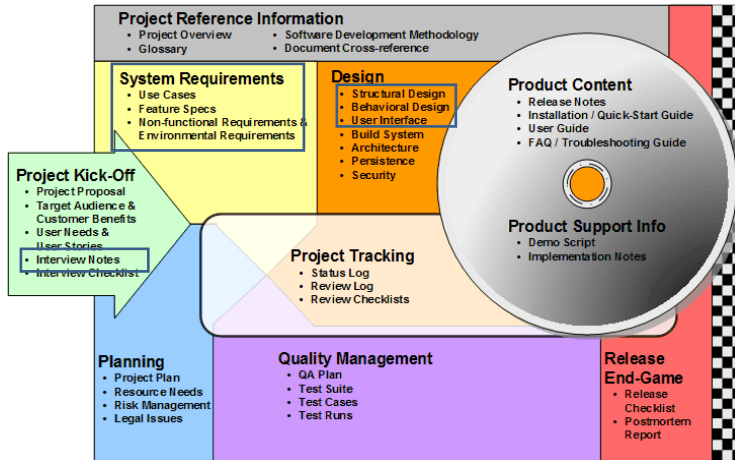 Project Reference Information
• Project Overview
• Glossary
• Software Development Methodology
• Document Cross-reference
System Requirements
• Use Cases
• Feature Specs
• Non-functional Requirements &
Environmental Requirements
Design
• Structural Design
• Behavioral Design
• User Interface
• Build System
• Architecture
• Persistence
• Security
Product Content
• Release Notes
• Installation / Quick-Start Guide
• User Guide
• FAQ / Troubleshooting Guide
Project Kick-Off
• Project Proposal
• Target Audience &
Customer Benefits
• User Needs &
User Stories
• Interview Notes
• Interview Checklist
Project Tracking
• Status Log
• Review Log
• Review Checklists
Product Support Info
• Demo Script
• Implementation Notes
Planning
• Project Plan
• Resource Needs
• Risk Management
• Legal Issues
Quality Management
• QA Plan
• Test Suite
• Test Cases
• Test Runs
Release
End-Game
• Release
Checklist
• Postmortem
Report